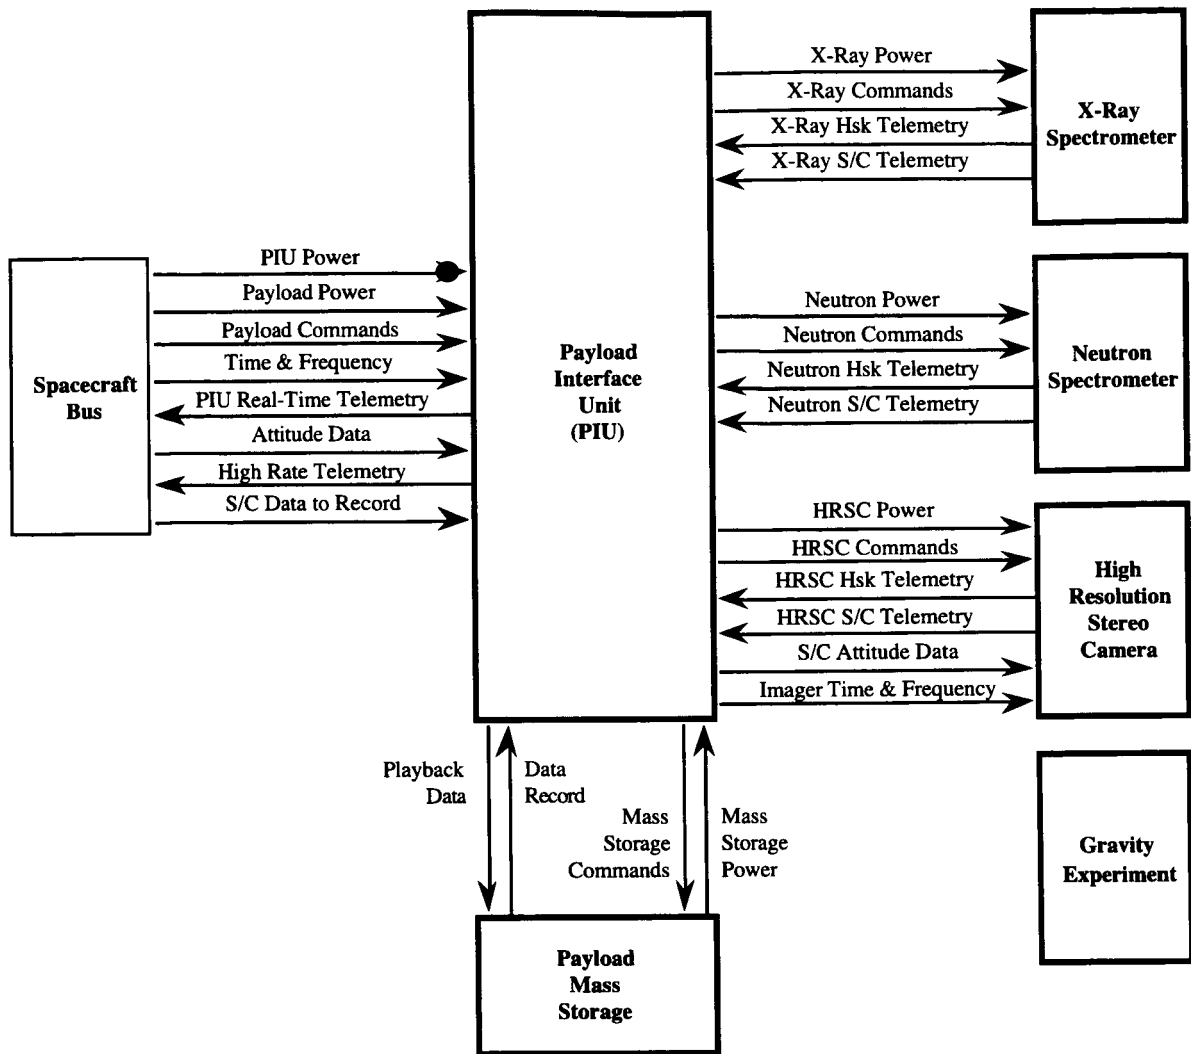 X-Ray Power
X-Ray Commands
X-Ray Hsk Telemetry
X-Ray S/C Telemetry
X-Ray
Spectrometer
PIU Power
Payload Power
Payload Commands
Time & Frequency
PIU Real-Time Telemetry
Attitude Data
High Rate Telemetry
S/C Data to Record
Spacecraft
Bus
Payload
Interface
Unit
(PIU)
Neutron Power
Neutron Commands
Neutron Hsk Telemetry
Neutron S/C Telemetry
Neutron
Spectrometer
HRSC Power
HRSC Commands
HRSC Hsk Telemetry
HRSC S/C Telemetry
S/C Attitude Data
Imager Time & Frequency
High
Resolution
Stereo
Camera
Playback
Data
Data
Record
Mass
Storage
Commands
Mass
Storage
Power
Gravity
Experiment
Payload
Mass
Storage